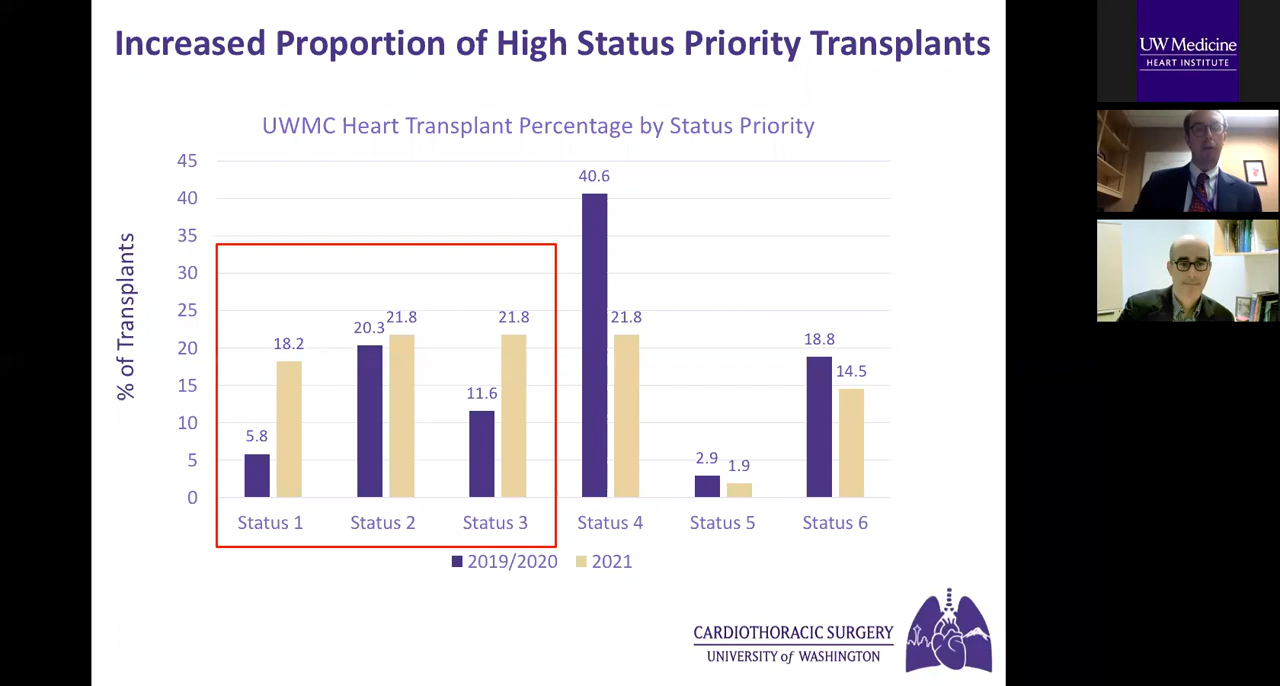 Increased Proportion of High Status Priority Transplants
UWMC Heart Transplant Percentage by Status Priority
% of Transplants
45
40
35
30
25
20
15
10
5
0
5.8
18.2
20.3
21.8
11.6
21.8
40.6
21.8
2.9
1.9
18.8
14.5
Status 1
Status 2
Status 3
Status 4
Status 5
Status 6
2019/2020
2021
CARDIOTHORACIC SURGERY
UNIVERSITY of WASHINGTON
UW Medicine
HEART INSTITUTE